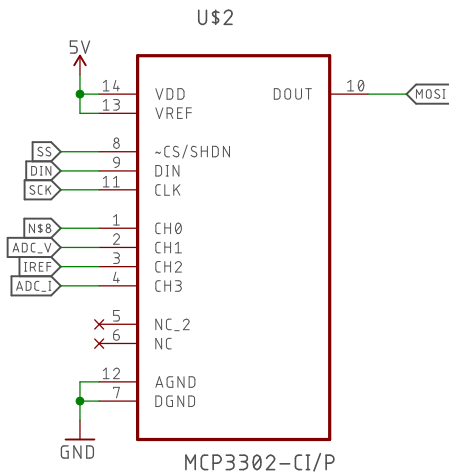 U$2
5V
14 VDD DOUT 10 MOSI
13 VREF
SS 8 ~CS/SHDN
DIN 9 DIN
SCK 11 CLK
N$8 1 CH0
ADC_V 2 CH1
IREF 3 CH2
ADC_I 4 CH3
5 NC_2
6 NC
12 AGND
7 DGND
GND
MCP3302-CI/P